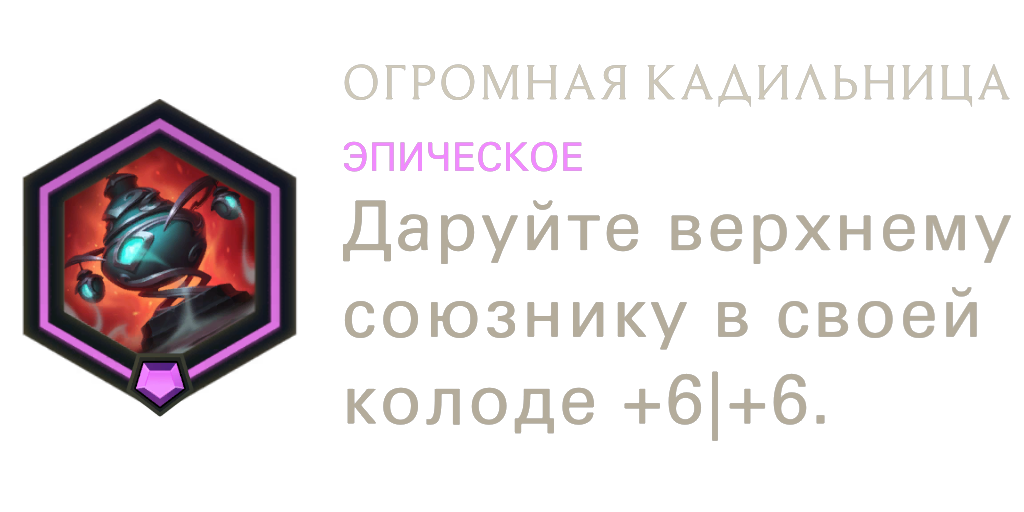 ОГРОМНАЯ КАДИЛЬНИЦА
ЭПИЧЕСКОЕ
Даруйте верхнему
союзнику в своей
колоде +6|+6.